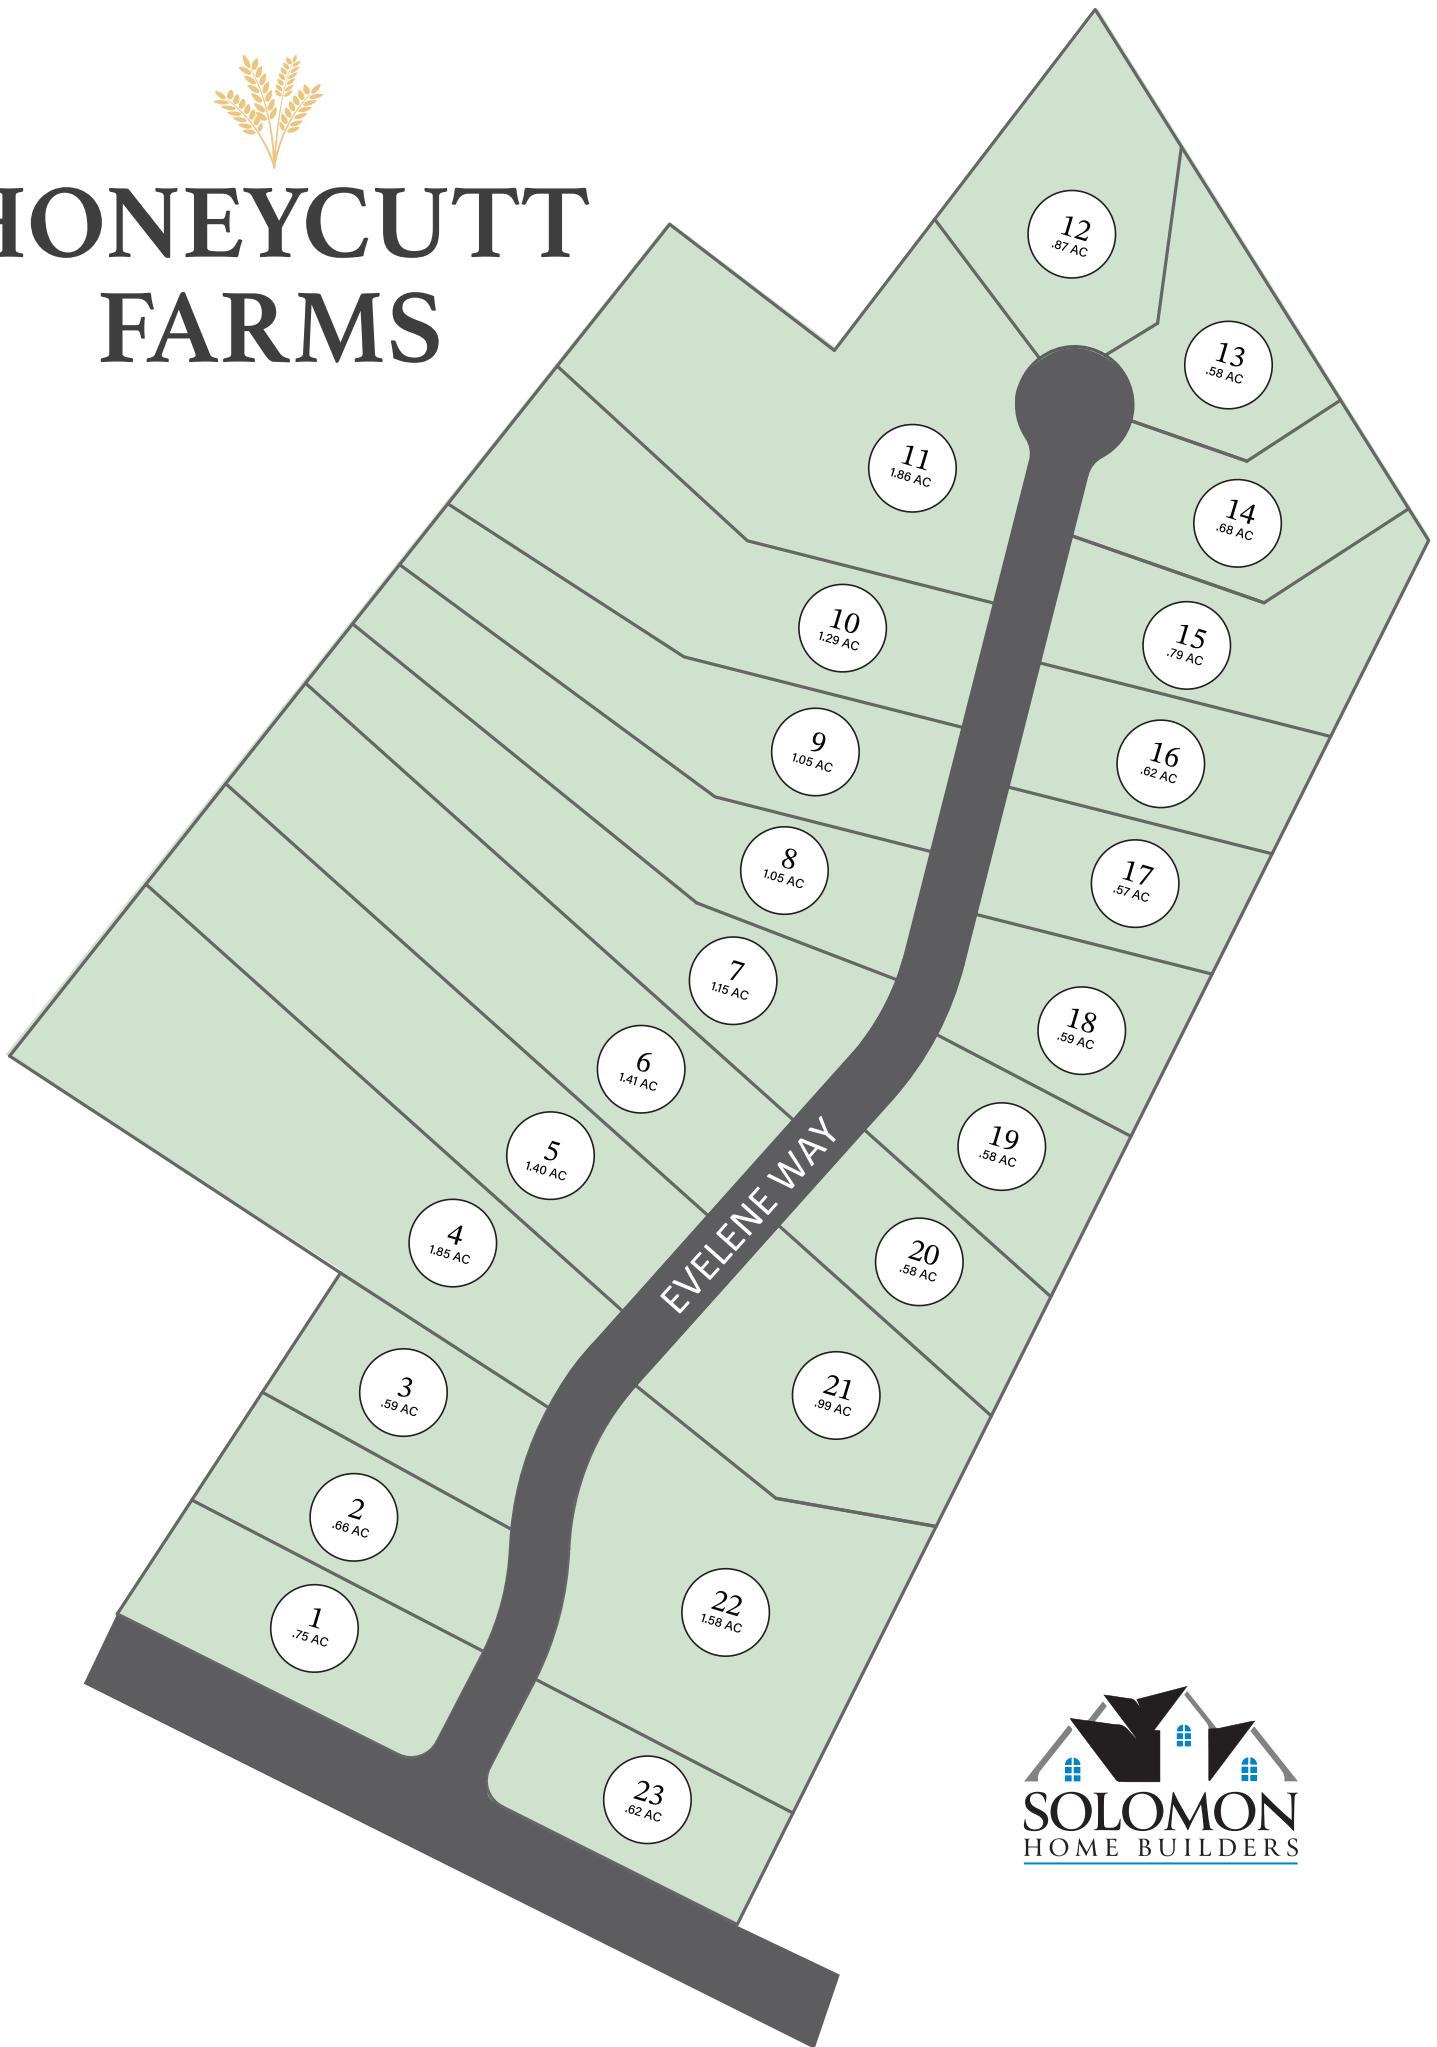 HONEYCUTT
FARMS
12
.87 AC
13
.58 AC
11
1.86 AC
14
.68 AC
10
1.29 AC
15
.79 AC
9
1.05 AC
16
.62 AC
8
1.05 AC
17
.57 AC
7
1.15 AC
18
.59 AC
6
1.41 AC
19
.58 AC
5
1.40 AC
20
.58 AC
4
1.85 AC
EVELENE WAY
21
.99 AC
3
.59 AC
2
.66 AC
22
1.58 AC
1
.75 AC
23
.62 AC
SOLOMON
HOME BUILDERS